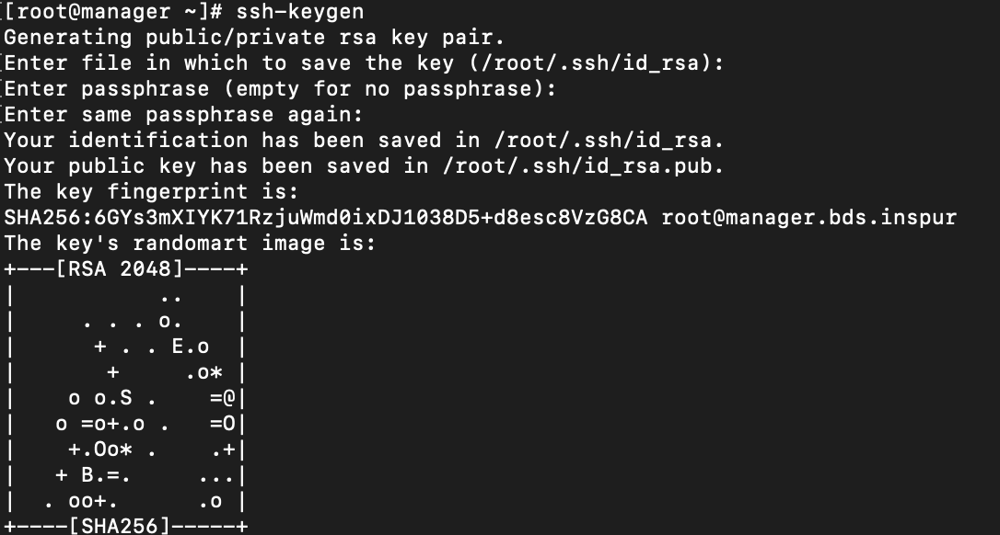 [root@manager ~]# ssh-keygen
Generating public/private rsa key pair.
Enter file in which to save the key (/root/.ssh/id_rsa):
Enter passphrase (empty for no passphrase):
Enter same passphrase again:
Your identification has been saved in /root/.ssh/id_rsa.
Your public key has been saved in /root/.ssh/id_rsa.pub.
The key fingerprint is:
SHA256:6GYs3mXIYK71RzjuWmd0ixDJ1038D5+d8esc8VzG8CA root@manager.bds.inspur
The key's randomart image is:
+---[RSA 2048]----+
|            ..    |
|      . . . o.    |
|       + . . E.o  |
|        +     .o* |
|     o o.S .    =@|
|    o =o+.o .   =O|
|     +.Oo* .    .+|
|    + B.=.     ...|
|   . oo+.      .o |
+----[SHA256]-----+